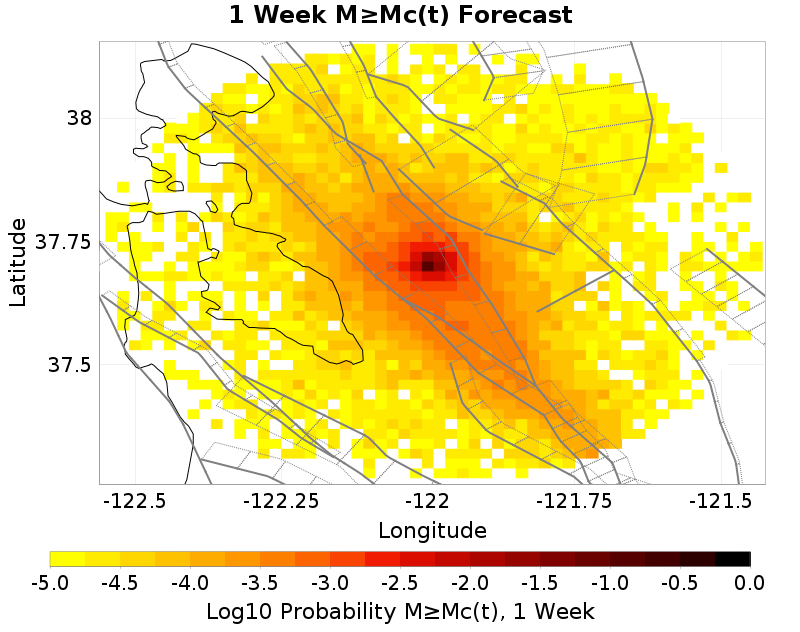 1 Week M≥Mc(t) Forecast
38
37.75
37.5
Latitude
-122.5 -122.25 -122 -121.75 -121.5
Longitude
-5.0 -4.5 -4.0 -3.5 -3.0 -2.5 -2.0 -1.5 -1.0 -0.5 0.0
Log10 Probability M≥Mc(t), 1 Week